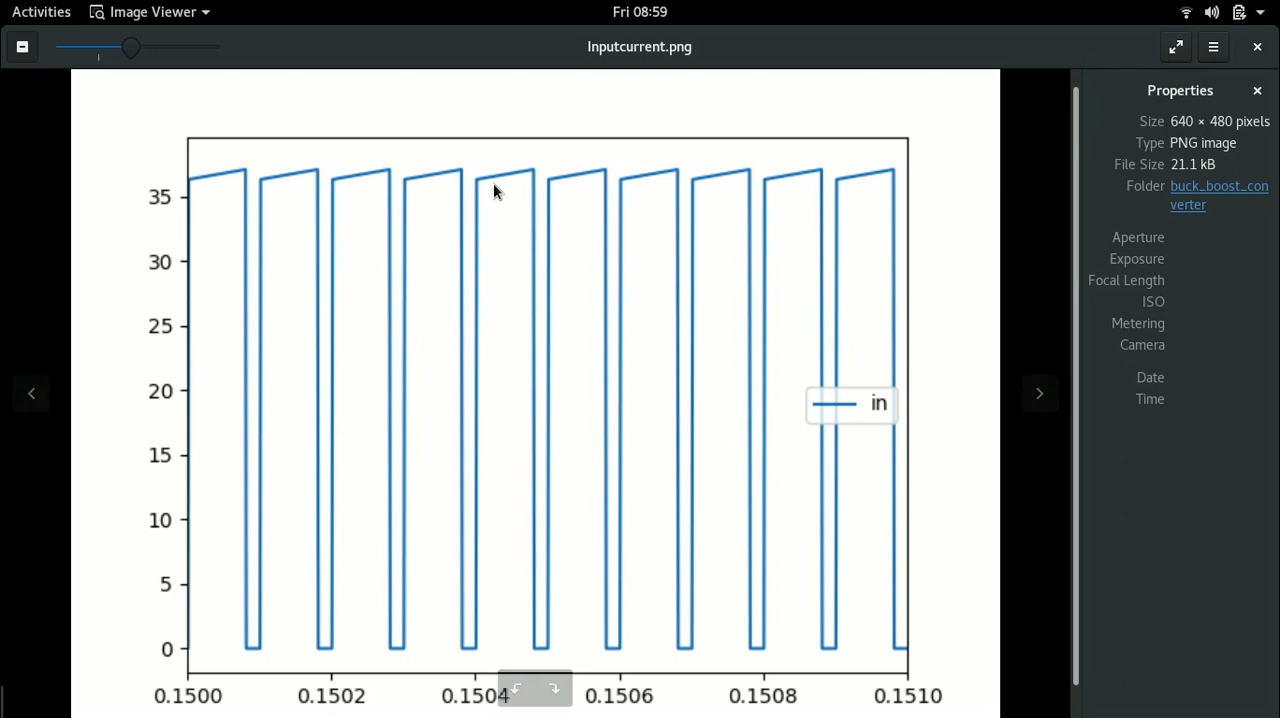 Activities Image Viewer Fri 08:59
Inputcurrent.png
Properties
Size 640 × 480 pixels
Type PNG image
File Size 21.1 kB
Folder buck_boost_con
verter
Aperture
Exposure
Focal Length
ISO
Metering
Camera
Date
Time
35
30
25
20
15
10
5
0
in
0.1500 0.1502 0.1504 0.1506 0.1508 0.1510